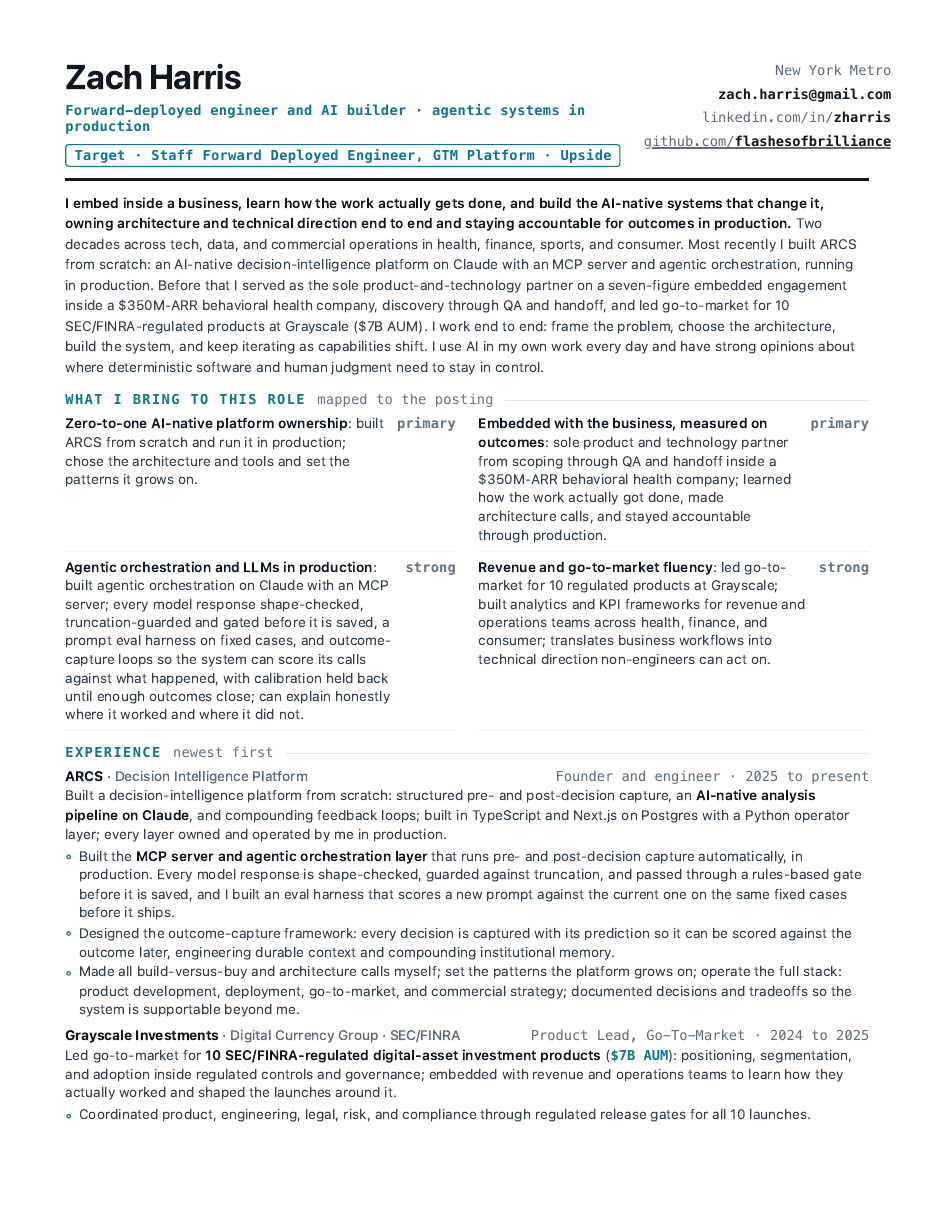 Zach Harris
Forward-deployed engineer and AI builder · agentic systems in
production
Target · Staff Forward Deployed Engineer, GTM Platform · Upside
New York Metro
zach.harris@gmail.com
linkedin.com/in/zharris
github.com/flashesofbrilliance
I embed inside a business, learn how the work actually gets done, and build the AI-native systems that change it,
owning architecture and technical direction end to end and staying accountable for outcomes in production. Two
decades across tech, data, and commercial operations in health, finance, sports, and consumer. Most recently I built ARCS
from scratch: an AI-native decision-intelligence platform on Claude with an MCP server and agentic orchestration, running
in production. Before that I served as the sole product-and-technology partner on a seven-figure embedded engagement
inside a $350M-ARR behavioral health company, discovery through QA and handoff, and led go-to-market for 10
SEC/FINRA-regulated products at Grayscale ($7B AUM). I work end to end: frame the problem, choose the architecture,
build the system, and keep iterating as capabilities shift. I use AI in my own work every day and have strong opinions about
where deterministic software and human judgment need to stay in control.
WHAT I BRING TO THIS ROLE mapped to the posting
Zero-to-one AI-native platform ownership: built primary
ARCS from scratch and run it in production;
chose the architecture and tools and set the
patterns it grows on.
Embedded with the business, measured on primary
outcomes: sole product and technology partner
from scoping through QA and handoff inside a
$350M-ARR behavioral health company; learned
how the work actually got done, made
architecture calls, and stayed accountable
through production.
Agentic orchestration and LLMs in production: strong
built agentic orchestration on Claude with an MCP
server; every model response shape-checked,
truncation-guarded and gated before it is saved, a
prompt eval harness on fixed cases, and outcome-
capture loops so the system can score its calls
against what happened, with calibration held back
until enough outcomes close; can explain honestly
where it worked and where it did not.
Revenue and go-to-market fluency: led go-to- strong
market for 10 regulated products at Grayscale;
built analytics and KPI frameworks for revenue and
operations teams across health, finance, and
consumer; translates business workflows into
technical direction non-engineers can act on.
EXPERIENCE newest first
ARCS · Decision Intelligence Platform Founder and engineer · 2025 to present
Built a decision-intelligence platform from scratch: structured pre- and post-decision capture, an AI-native analysis
pipeline on Claude, and compounding feedback loops; built in TypeScript and Next.js on Postgres with a Python operator
layer; every layer owned and operated by me in production.
Built the MCP server and agentic orchestration layer that runs pre- and post-decision capture automatically, in
production. Every model response is shape-checked, guarded against truncation, and passed through a rules-based gate
before it is saved, and I built an eval harness that scores a new prompt against the current one on the same fixed cases
before it ships.
Designed the outcome-capture framework: every decision is captured with its prediction so it can be scored against the
outcome later, engineering durable context and compounding institutional memory.
Made all build-versus-buy and architecture calls myself; set the patterns the platform grows on; operate the full stack:
product development, deployment, go-to-market, and commercial strategy; documented decisions and tradeoffs so the
system is supportable beyond me.
Grayscale Investments · Digital Currency Group · SEC/FINRA Product Lead, Go-To-Market · 2024 to 2025
Led go-to-market for 10 SEC/FINRA-regulated digital-asset investment products ($7B AUM): positioning, segmentation,
and adoption inside regulated controls and governance; embedded with revenue and operations teams to learn how they
actually worked and shaped the launches around it.
Coordinated product, engineering, legal, risk, and compliance through regulated release gates for all 10 launches.